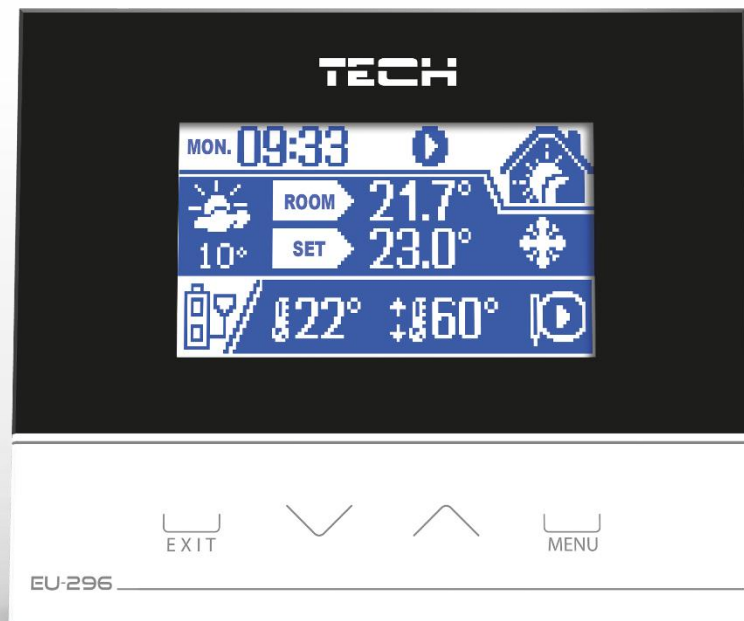 TECH
MON. 09:33
ROOM 21.7°
10° SET 23.0°
22° 60°
EXIT MENU
EU-296